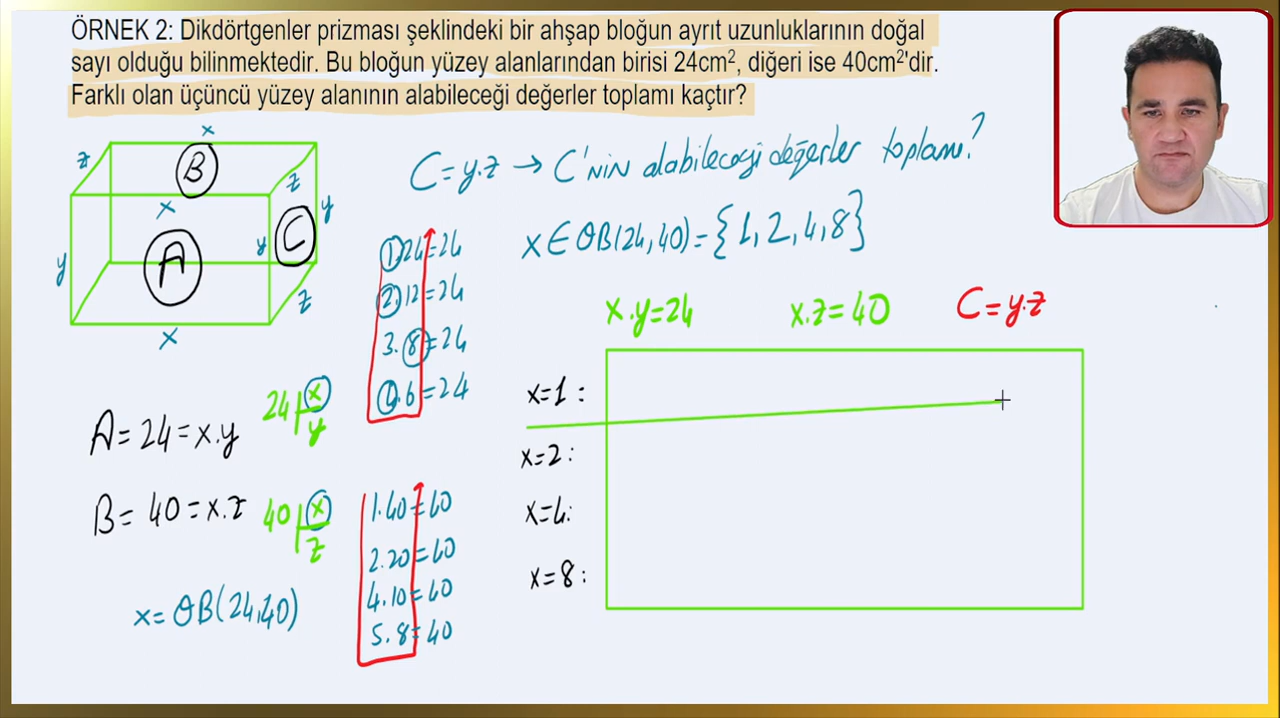 ÖRNEK 2: Dikdörtgenler prizması şeklindeki bir ahşap bloğun ayrıt uzunluklarının doğal
sayı olduğu bilinmektedir. Bu bloğun yüzey alanlarından birisi 24cm², diğeri ise 40cm²'dir.
Farklı olan üçüncü yüzey alanının alabileceği değerler toplamı kaçtır?
x
z
B
z
x
y
C
y
A
y
z
x
C=y.z → C'nin alabileceği değerler toplamı?
x∈OB(24,40)={1,2,4,8}
1.24=24
2.12=24
3.8=24
4.6=24
x.y=24 x.z=40 C=y.z
x=1:
x=2:
x=4:
x=8:
A=24=x.y
24 x
y
B=40=x.z
40 x
z
1.40=40
2.20=40
4.10=40
5.8=40
x=OB(24,40)